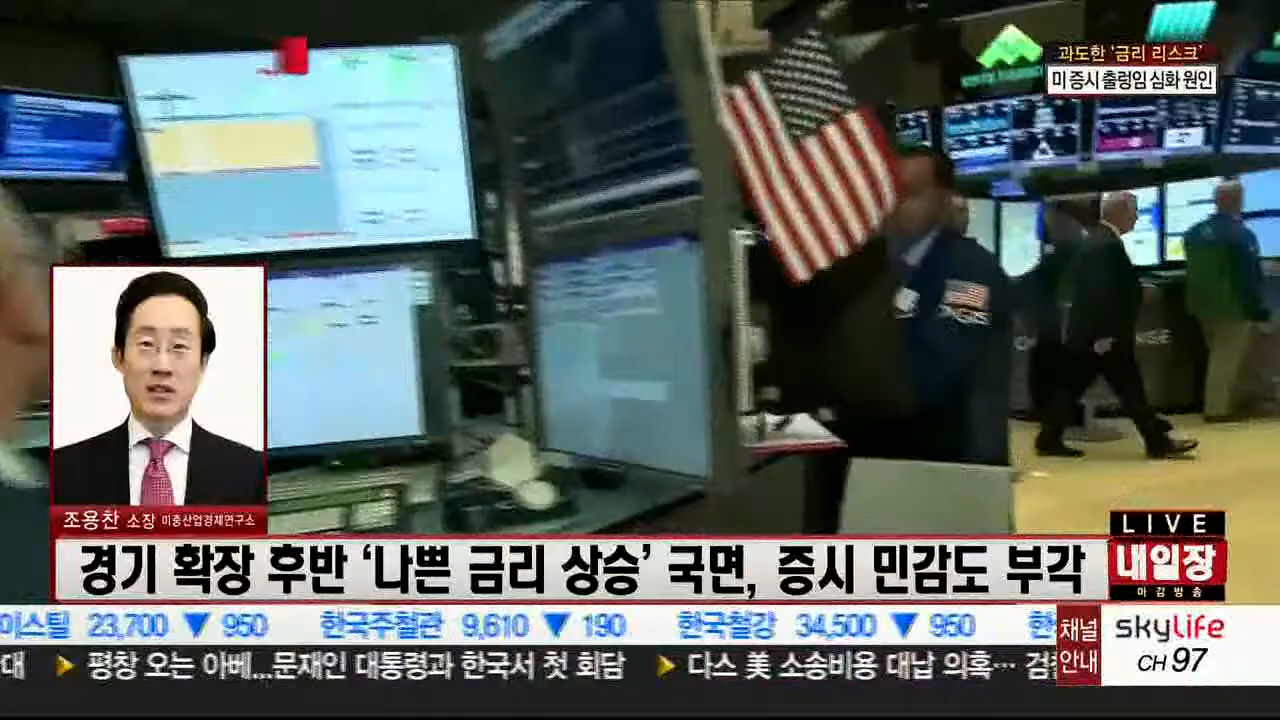 과도한 '금리 리스크'
미 증시 출렁임 심화 원인
조용찬 소장 미중산업경제연구소
경기 확장 후반 '나쁜 금리 상승' 국면, 증시 민감도 부각
LIVE
내일장
마감방송
이스틸 23,700 ▼ 950 한국주철관 9,610 ▼ 190 한국철강 34,500 ▼ 950 한
채널
안내
skylife
CH 97
대 ▶ 평창 오는 아베...문재인 대통령과 한국서 첫 회담 ▶ 다스 美 소송비용 대납 의혹… 검